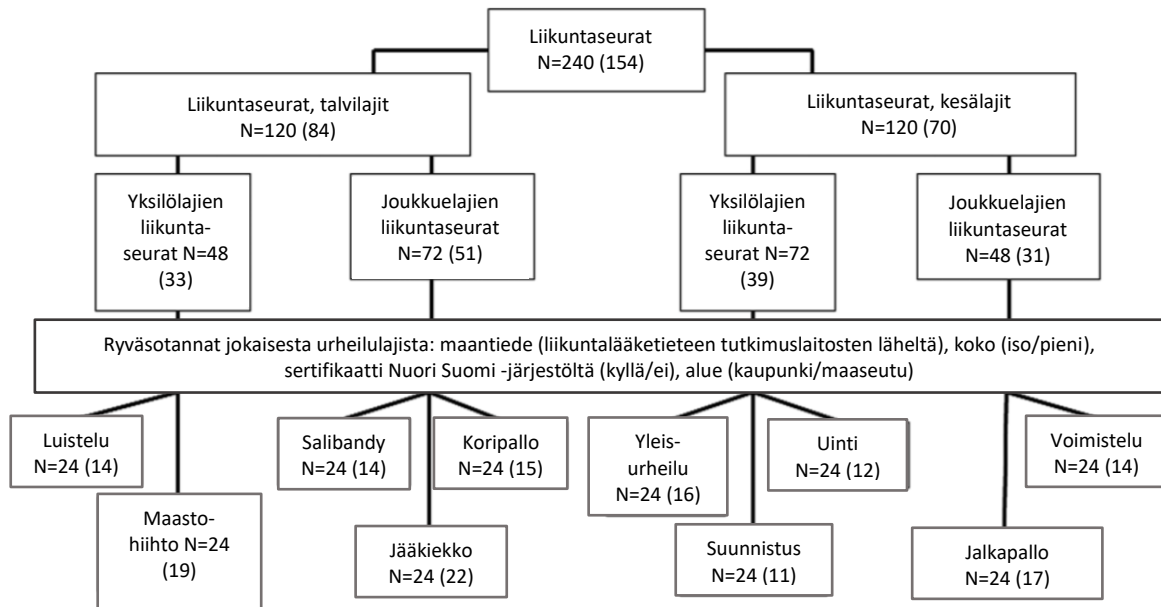 Liikuntaseurat
N=240 (154)
Liikuntaseurat, talvilajit
N=120 (84)
Liikuntaseurat, kesälajit
N=120 (70)
Yksilölajien
liikunta-
seurat N=48
(33)
Joukkuelajien
liikuntaseurat
N=72 (51)
Yksilölajien
liikunta-
seurat N=72
(39)
Joukkuelajien
liikuntaseurat
N=48 (31)
Ryväsotannat jokaisesta urheilulajista: maantiede (liikuntalääketieteen tutkimuslaitosten läheltä), koko (iso/pieni),
sertifikaatti Nuori Suomi -järjestöltä (kyllä/ei), alue (kaupunki/maaseutu)
Luistelu
N=24 (14)
Maasto-
hiihto N=24
(19)
Salibandy
N=24 (14)
Jääkiekko
N=24 (22)
Koripallo
N=24 (15)
Yleis-
urheilu
N=24 (16)
Suunnistus
N=24 (11)
Uinti
N=24 (12)
Jalkapallo
N=24 (17)
Voimistelu
N=24 (14)